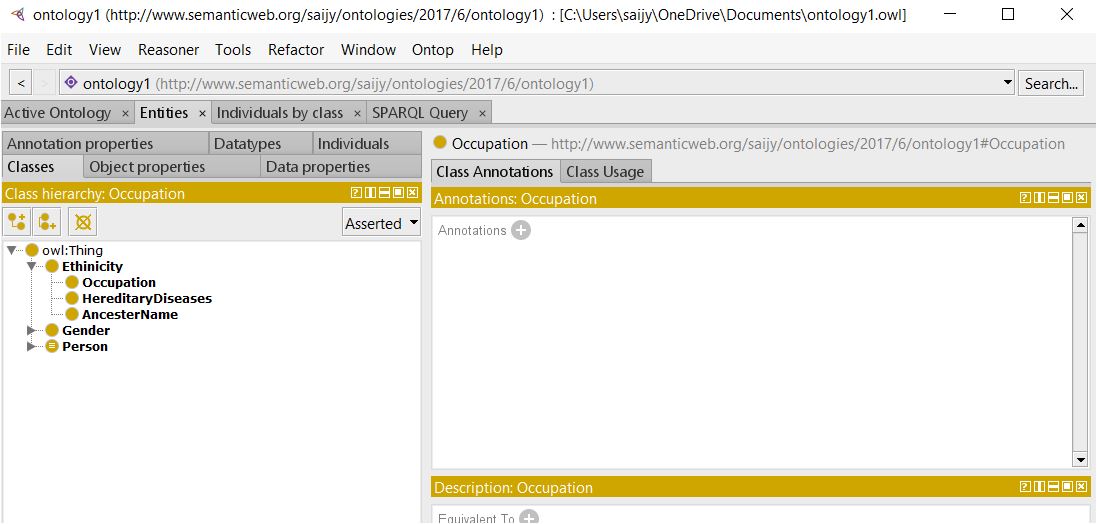 ontology1 (http://www.semanticweb.org/saijy/ontologies/2017/6/ontology1) : [C:\Users\saijy\OneDrive\Documents\ontology1.owl]
File Edit View Reasoner Tools Refactor Window Ontop Help
< > ontology1 (http://www.semanticweb.org/saijy/ontologies/2017/6/ontology1) Search...
Active Ontology × Entities × Individuals by class × SPARQL Query ×
Annotation properties Datatypes Individuals
Classes Object properties Data properties
Class hierarchy: Occupation
Asserted
owl:Thing
Ethinicity
Occupation
HereditaryDiseases
AncesterName
Gender
Person
Occupation — http://www.semanticweb.org/saijy/ontologies/2017/6/ontology1#Occupation
Class Annotations Class Usage
Annotations: Occupation
Annotations
Description: Occupation
Equivalent To